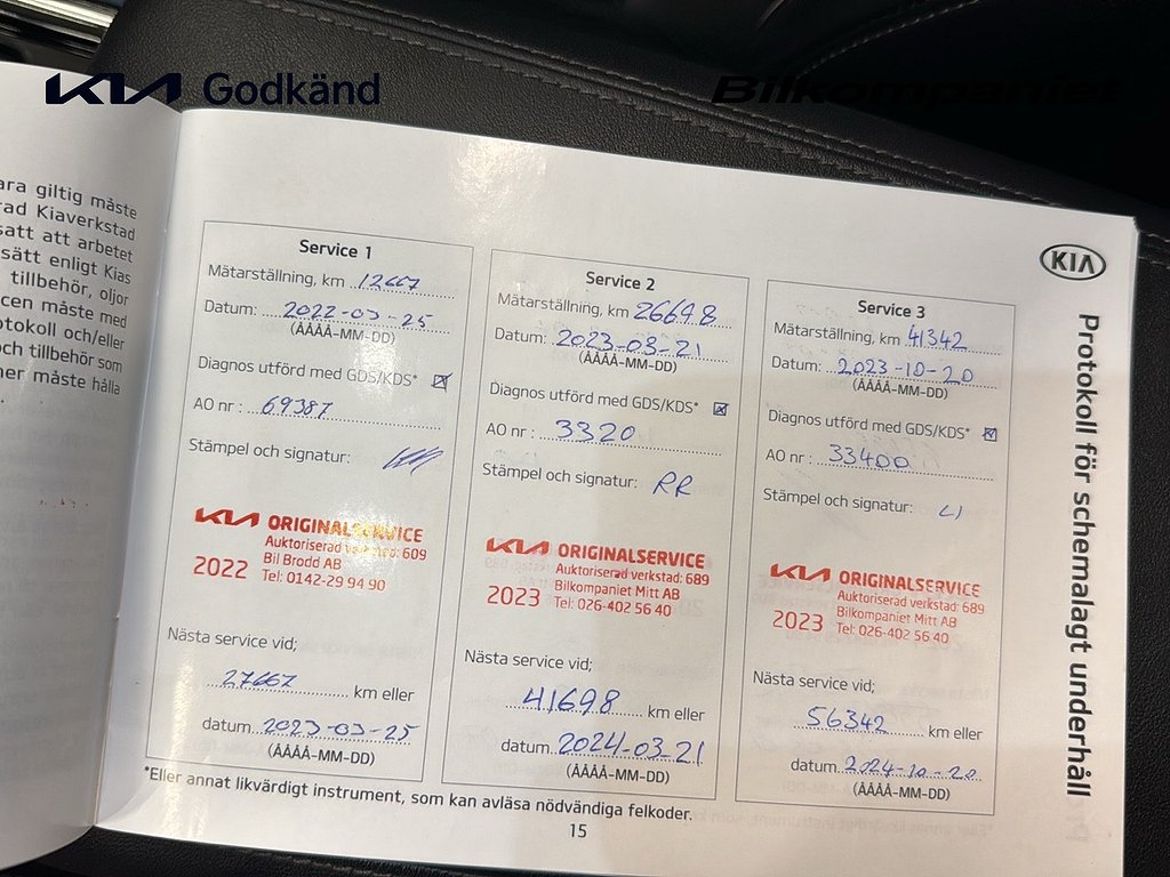 KIA Godkänd
Bilkompaniet
ara giltig måste
rad Kiaverkstad
satt att arbetet
sätt enligt Kias
tillbehör, oljor
cen måste med
otokoll och/eller
och tillbehör som
ner måste hålla
KIA
Protokoll för schemalagt underhåll
Service 1
Mätarställning, km 12667
Datum: 2022-03-25
(ÅÅÅÅ-MM-DD)
Diagnos utförd med GDS/KDS*
AO nr : 69387
Stämpel och signatur:
KIA ORIGINALSERVICE
Auktoriserad verkstad: 609
Bil Brodd AB
2022 Tel: 0142-29 94 90
Nästa service vid;
27667 km eller
datum 2023-03-25
(ÅÅÅÅ-MM-DD)
Service 2
Mätarställning, km 26698
Datum: 2023-03-21
(ÅÅÅÅ-MM-DD)
Diagnos utförd med GDS/KDS*
AO nr : 3320
Stämpel och signatur: RR
KIA ORIGINALSERVICE
Auktoriserad verkstad: 689
Bilkompaniet Mitt AB
2023 Tel: 026-402 56 40
Nästa service vid;
41698 km eller
datum 2024-03-21
(ÅÅÅÅ-MM-DD)
Service 3
Mätarställning, km 41342
Datum: 2023-10-20
(ÅÅÅÅ-MM-DD)
Diagnos utförd med GDS/KDS*
AO nr : 33400
Stämpel och signatur:
KIA ORIGINALSERVICE
Auktoriserad verkstad: 689
Bilkompaniet Mitt AB
2023 Tel: 026-402 56 40
Nästa service vid;
56342 km eller
datum 2024-10-20
(ÅÅÅÅ-MM-DD)
*Eller annat likvärdigt instrument, som kan avläsa nödvändiga felkoder.
15